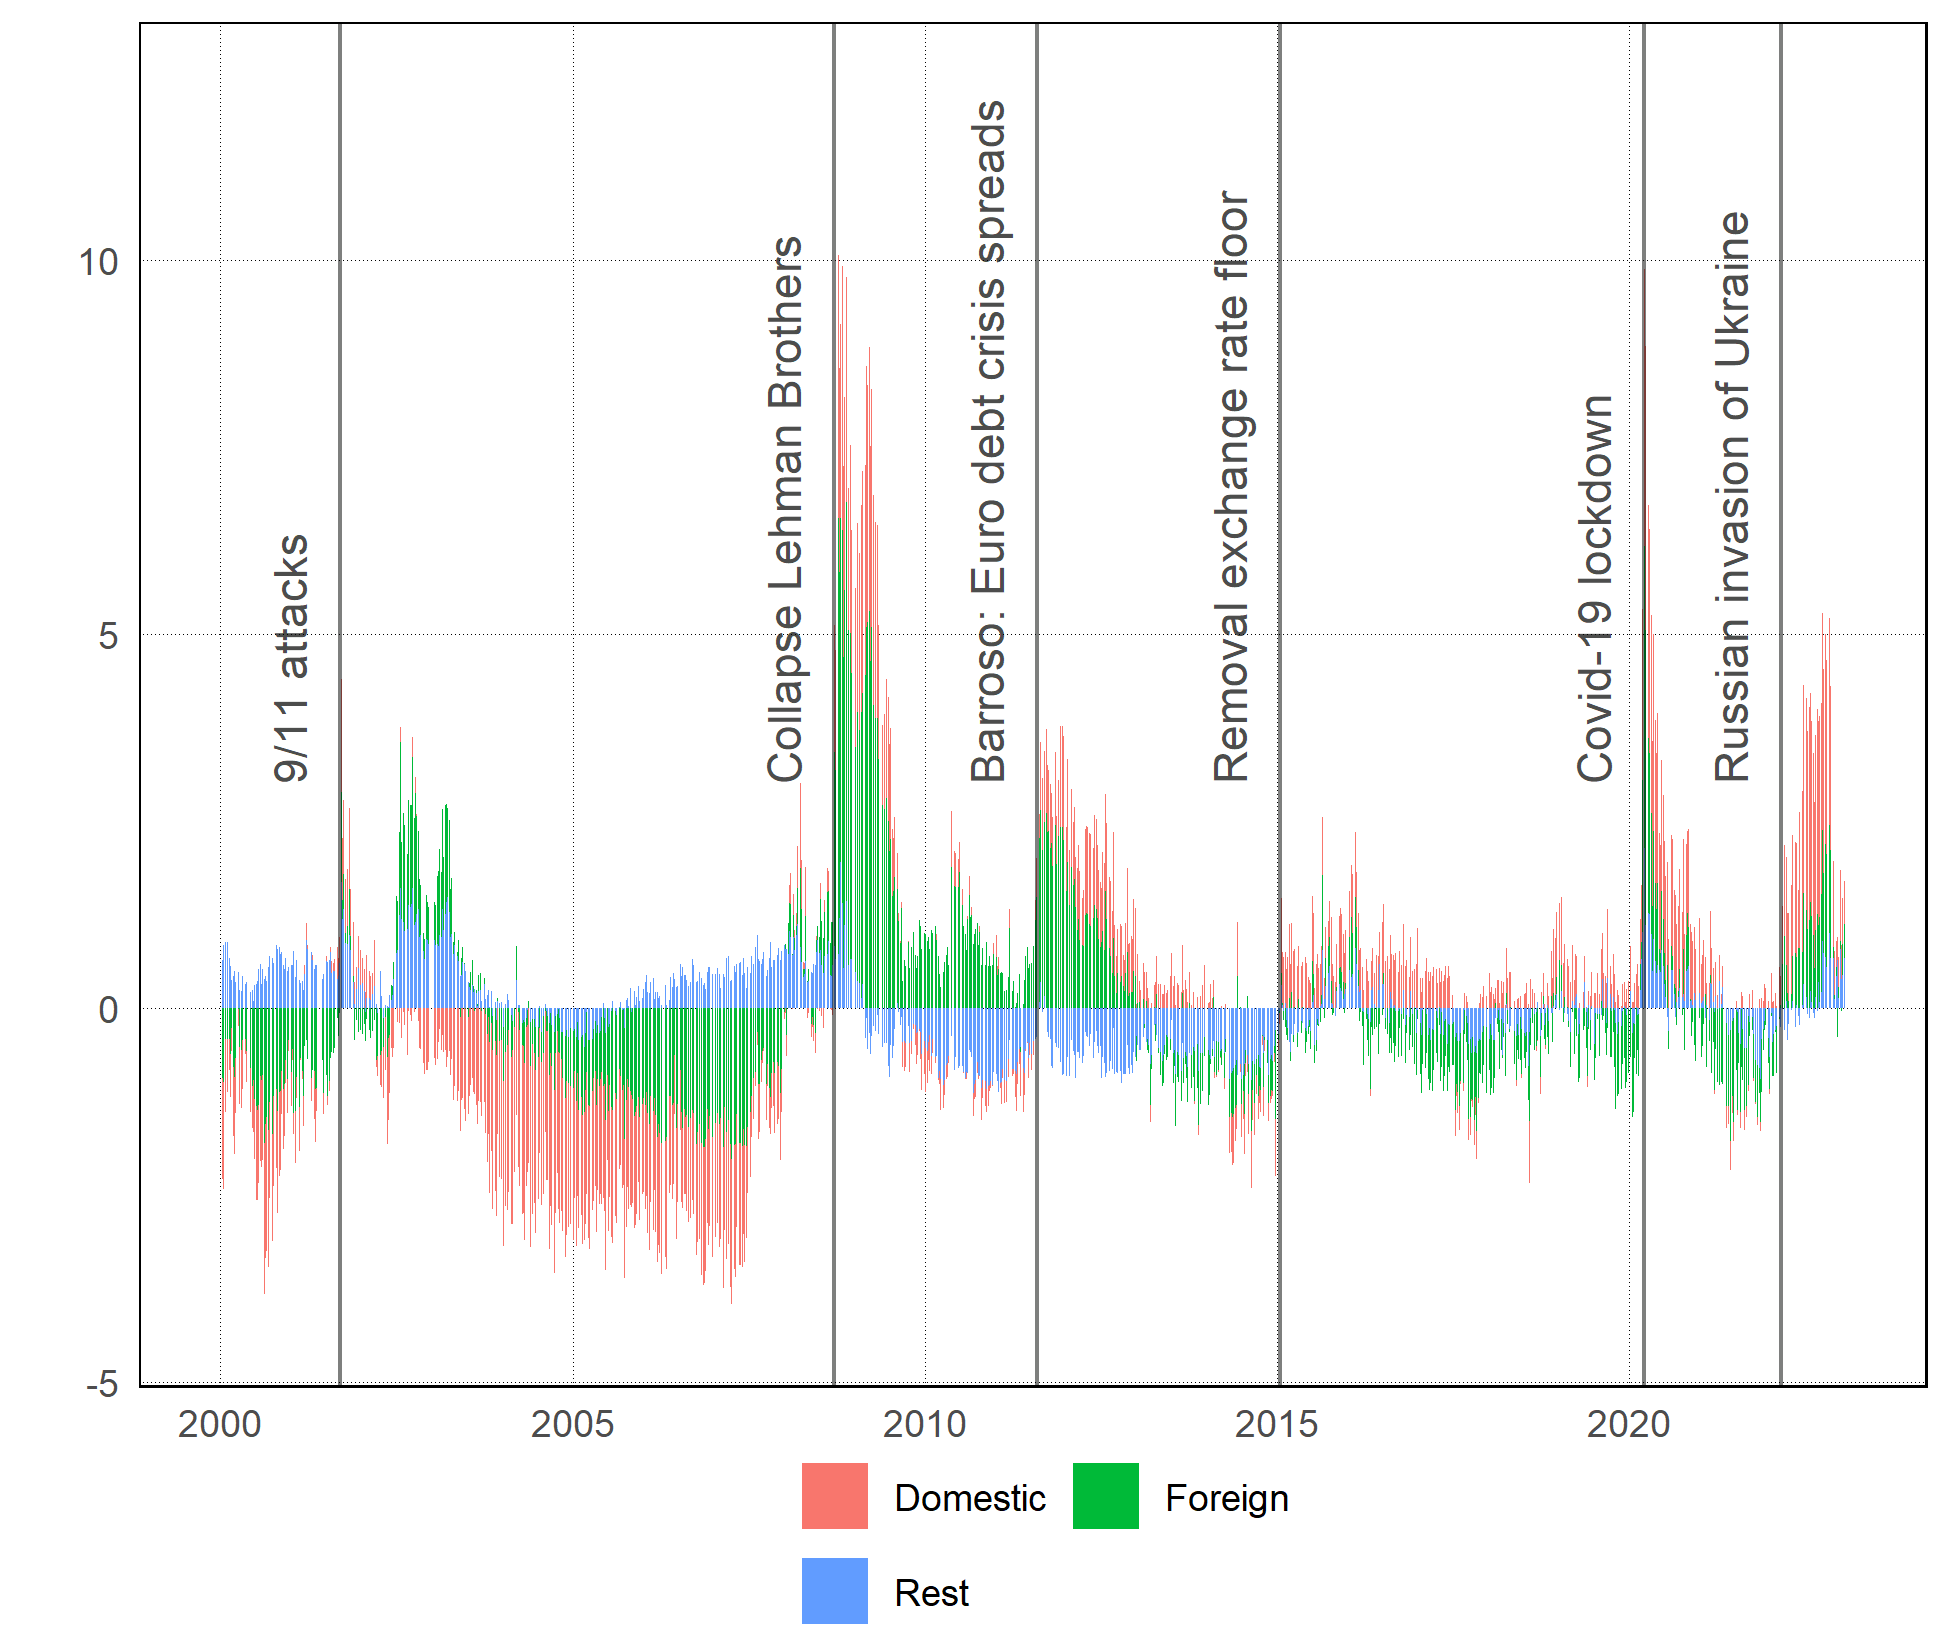 10
5
0
-5
9/11 attacks
Collapse Lehman Brothers
Barroso: Euro debt crisis spreads
Removal exchange rate floor
Covid-19 lockdown
Russian invasion of Ukraine
2000
2005
2010
2015
2020
Domestic
Foreign
Rest